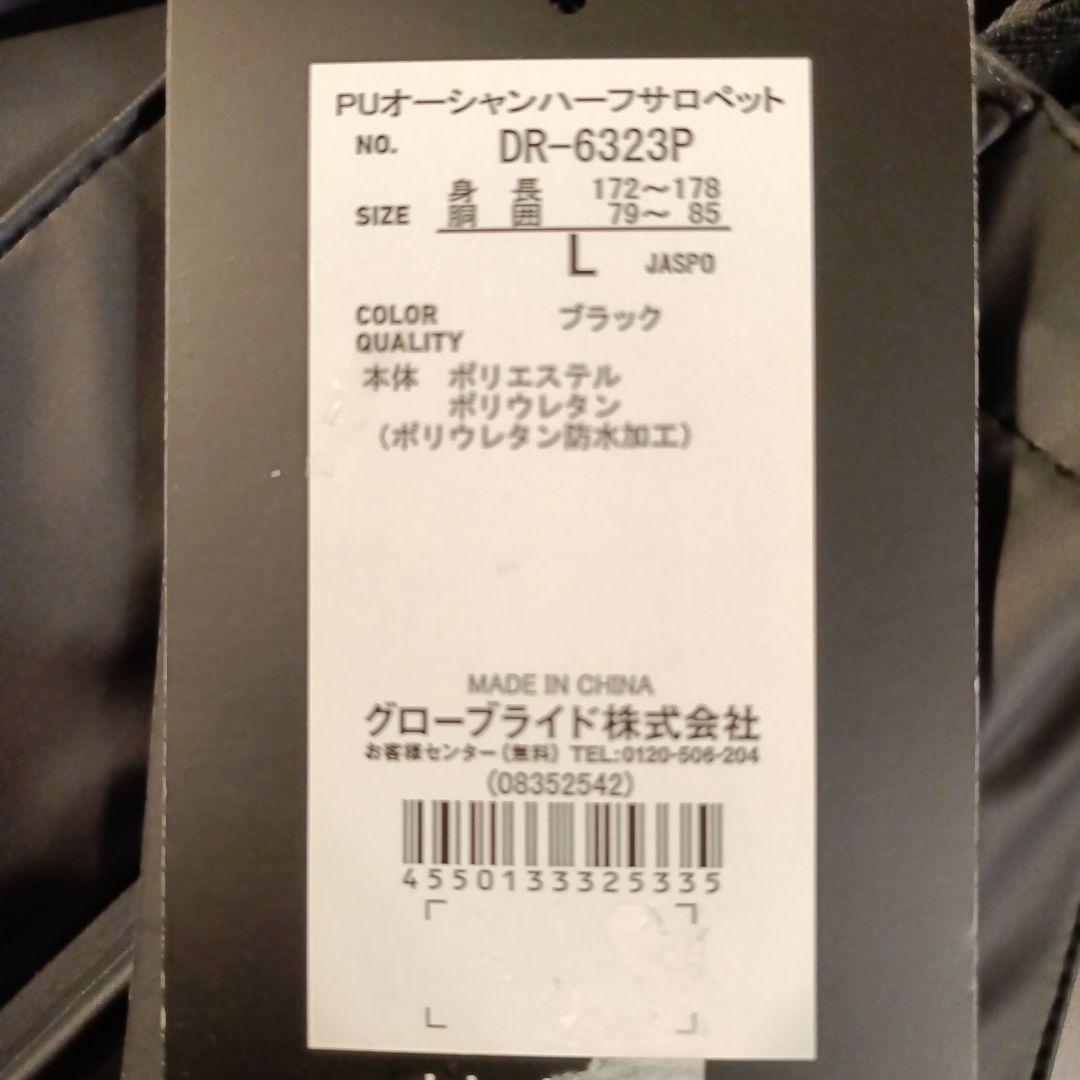 PUオーシャンハーフサロペット
NO. DR-6323P
身 長 172〜178
SIZE 胴 囲 79〜 85
L JASPO
COLOR ブラック
QUALITY
本体 ポリエステル
ポリウレタン
(ポリウレタン防水加工)
MADE IN CHINA
グローブライド株式会社
お客様センター(無料) TEL:0120-506-204
(08352542)
4550133325335